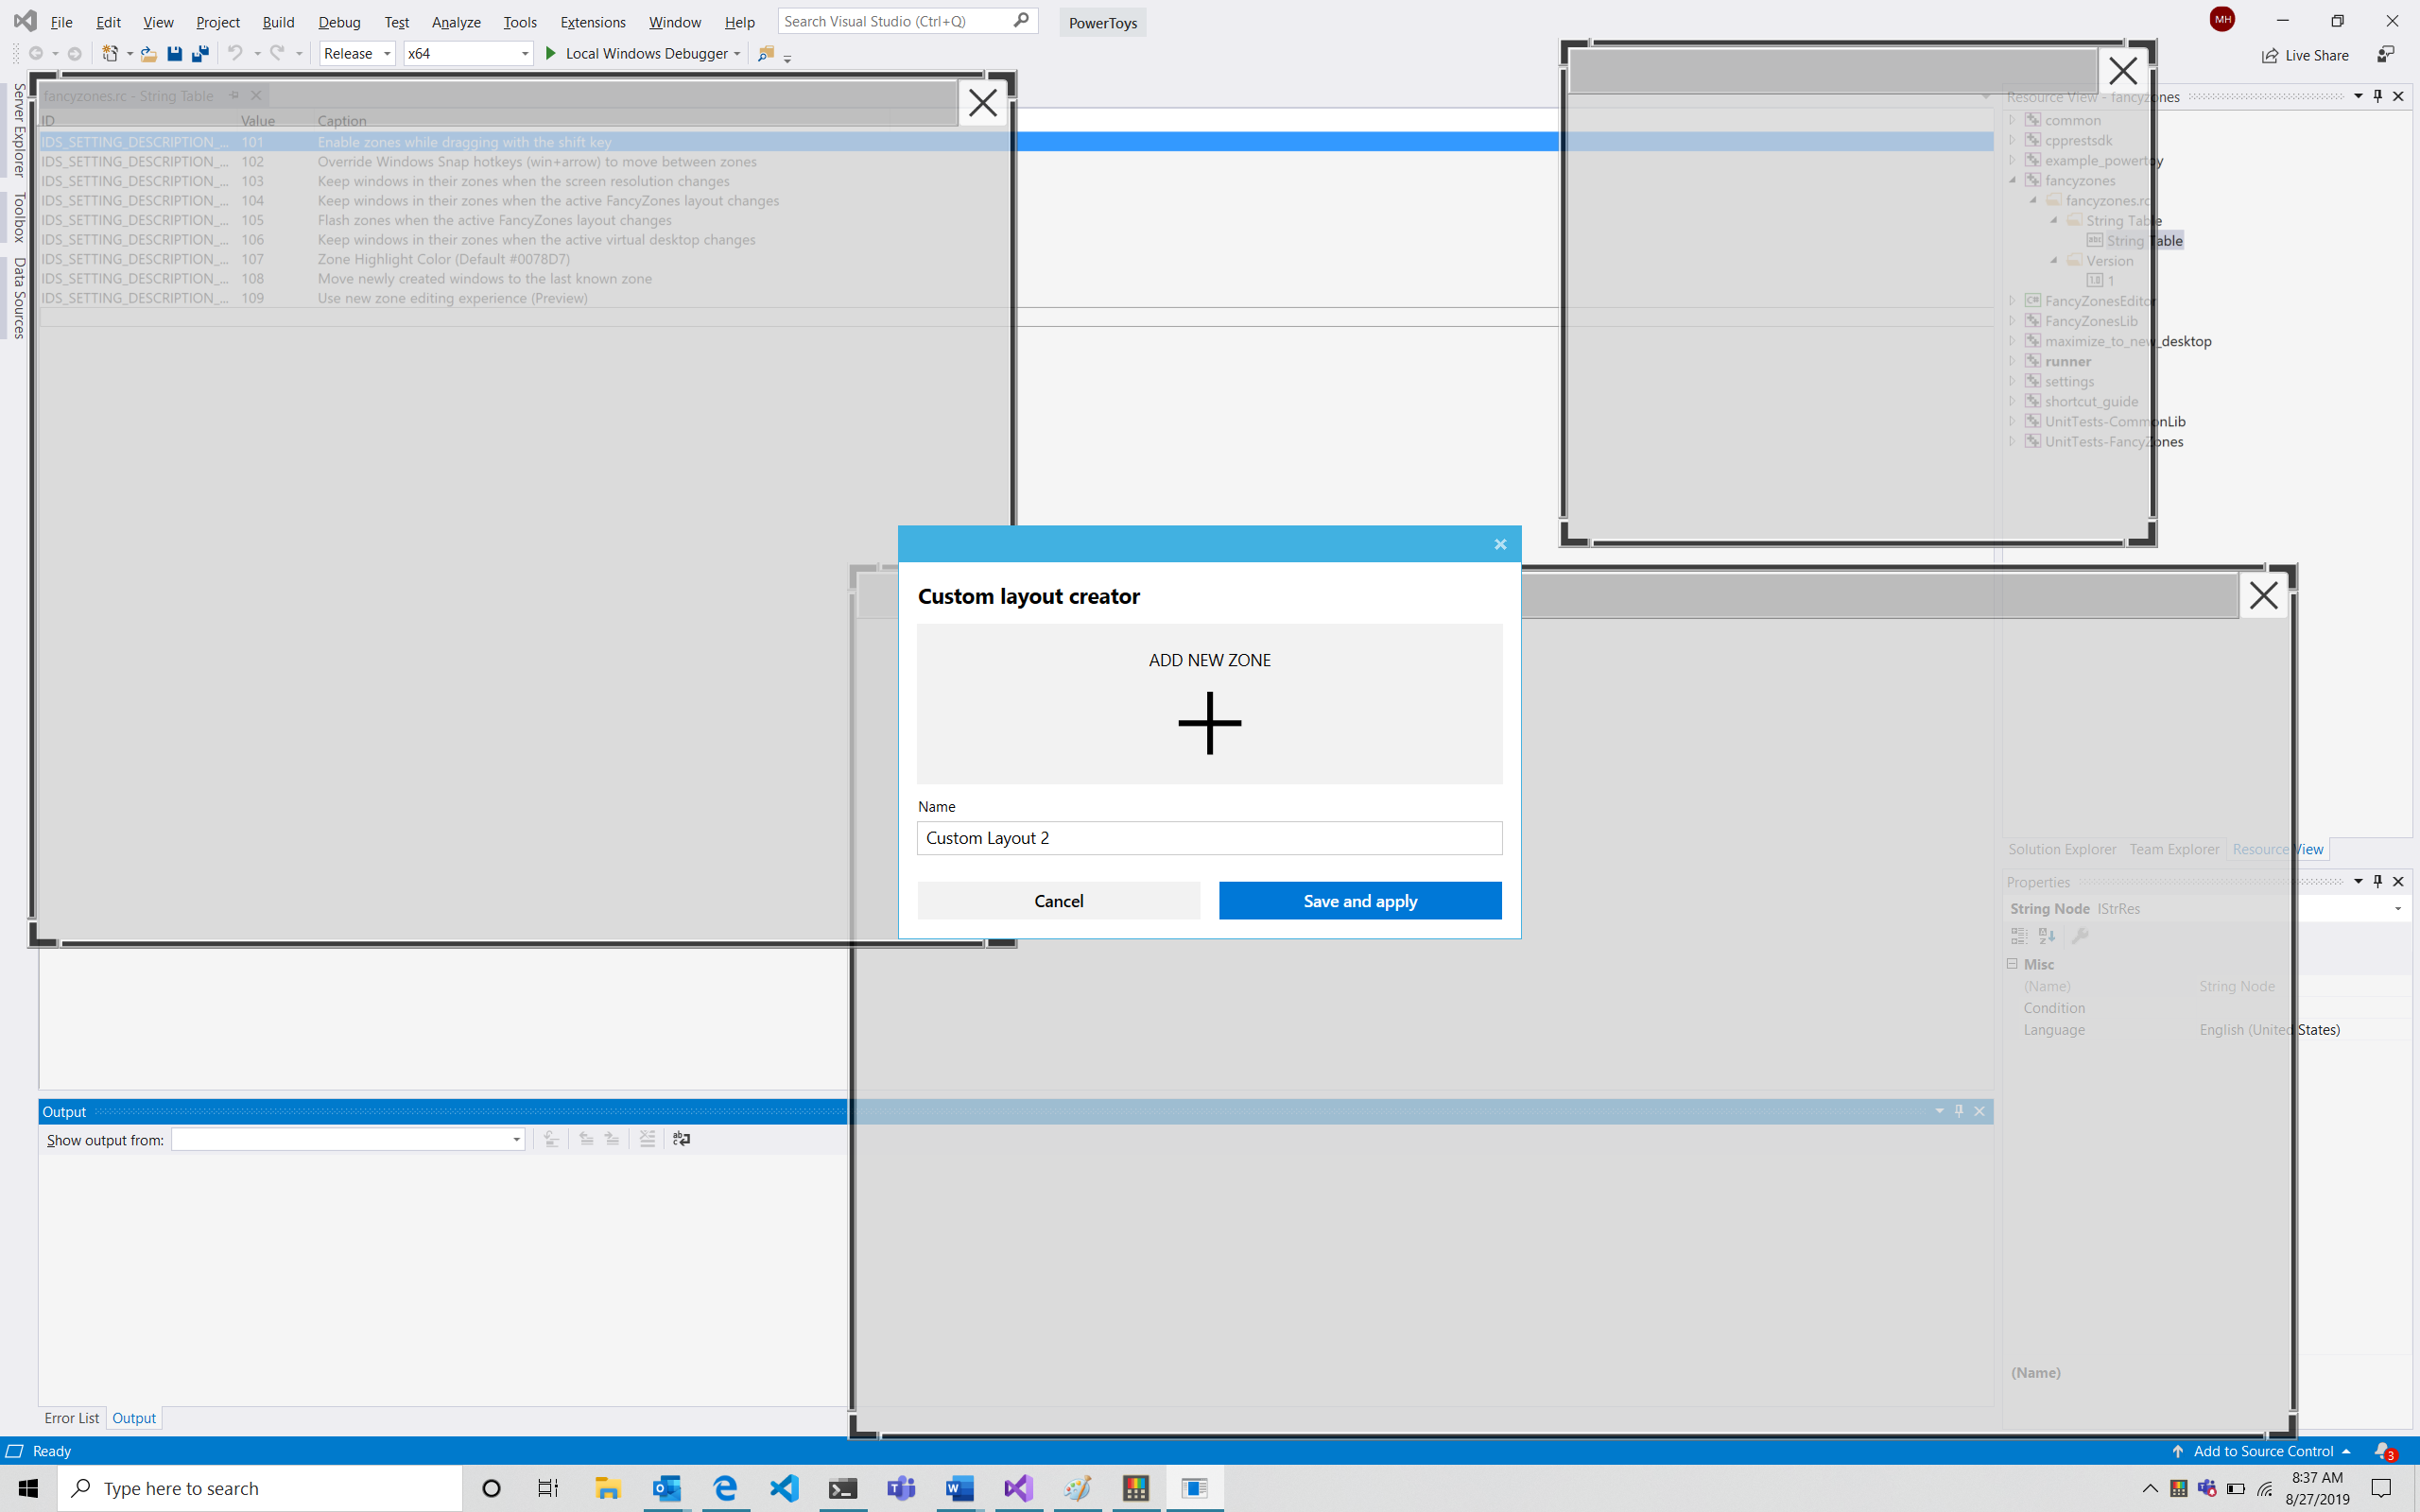 File Edit View Project Build Debug Test Analyze Tools Extensions Window Help Search Visual Studio (Ctrl+Q) PowerToys MH
Release x64 Local Windows Debugger Live Share
Server Explorer
Toolbox
Data Sources
fancyzones.rc - String Table
ID Value Caption
IDS_SETTING_DESCRIPTION_... 101 Enable zones while dragging with the shift key
IDS_SETTING_DESCRIPTION_... 102 Override Windows Snap hotkeys (win+arrow) to move between zones
IDS_SETTING_DESCRIPTION_... 103 Keep windows in their zones when the screen resolution changes
IDS_SETTING_DESCRIPTION_... 104 Keep windows in their zones when the active FancyZones layout changes
IDS_SETTING_DESCRIPTION_... 105 Flash zones when the active FancyZones layout changes
IDS_SETTING_DESCRIPTION_... 106 Keep windows in their zones when the active virtual desktop changes
IDS_SETTING_DESCRIPTION_... 107 Zone Highlight Color (Default #0078D7)
IDS_SETTING_DESCRIPTION_... 108 Move newly created windows to the last known zone
IDS_SETTING_DESCRIPTION_... 109 Use new zone editing experience (Preview)
Resource View - fancyzones
common
cpprestsdk
example_powertoy
fancyzones
fancyzones.rc
String Table
abc String Table
Version
1.0 1
C# FancyZonesEditor
FancyZonesLib
maximize_to_new_desktop
runner
settings
shortcut_guide
UnitTests-CommonLib
UnitTests-FancyZones
Custom layout creator
ADD NEW ZONE
Name
Custom Layout 2
Cancel Save and apply
Solution Explorer Team Explorer Resource View
Properties
String Node IStrRes
Misc
(Name) String Node
Condition
Language English (United States)
(Name)
Output
Show output from:
Error List Output
Ready Add to Source Control 3
Type here to search 8:37 AM
8/27/2019